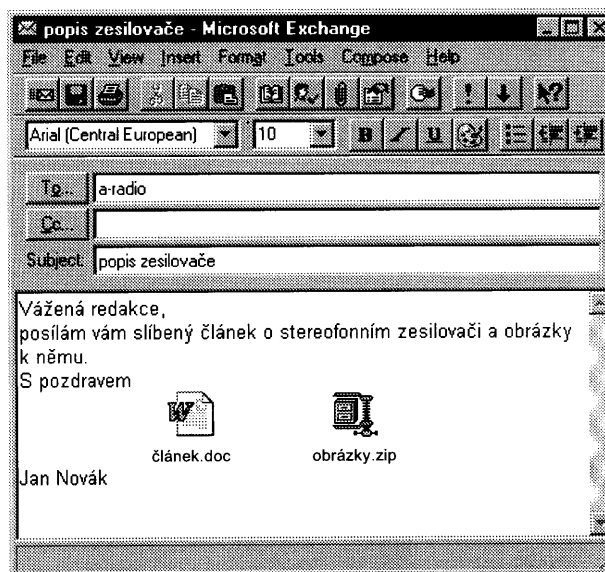 popis zesilovače - Microsoft Exchange
File Edit View Insert Format Tools Compose Help
Arial (Central European) 10 B I U
To... a-radio
Cc...
Subject: popis zesilovače
Vážená redakce,
posílám vám slíbený článek o stereofonním zesilovači a obrázky
k němu.
S pozdravem
článek.doc obrázky.zip
Jan Novák